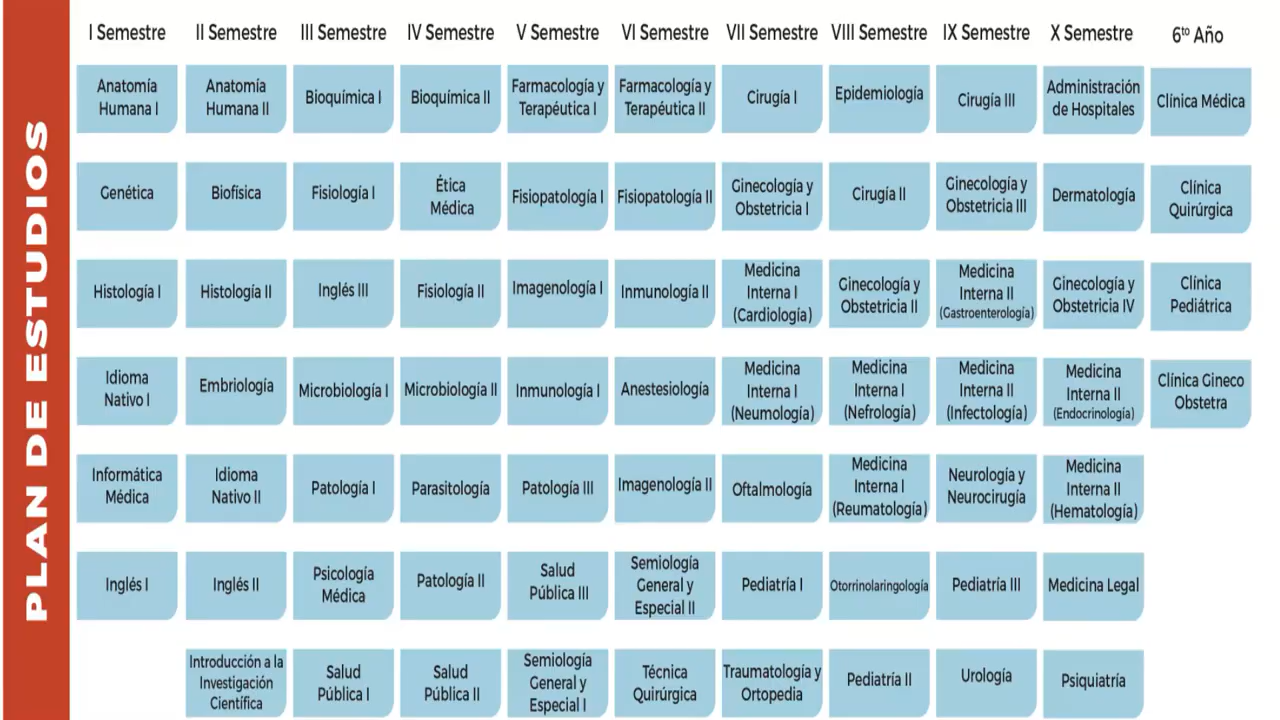 PLAN DE ESTUDIOS
I Semestre
II Semestre
III Semestre
IV Semestre
V Semestre
VI Semestre
VII Semestre
VIII Semestre
IX Semestre
X Semestre
6to Año
Anatomía
Humana I
Anatomía
Humana II
Bioquímica I
Bioquímica II
Farmacología y
Terapéutica I
Farmacología y
Terapéutica II
Cirugía I
Epidemiología
Cirugía III
Administración
de Hospitales
Clínica Médica
Genética
Biofísica
Fisiología I
Ética
Médica
Fisiopatología I
Fisiopatología II
Ginecología y
Obstetricia I
Cirugía II
Ginecología y
Obstetricia III
Dermatología
Clínica
Quirúrgica
Histología I
Histología II
Inglés III
Fisiología II
Imagenología I
Inmunología II
Medicina
Interna I
(Cardiología)
Ginecología y
Obstetricia II
Medicina
Interna II
(Gastroenterología)
Ginecología y
Obstetricia IV
Clínica
Pediátrica
Idioma
Nativo I
Embriología
Microbiología I
Microbiología II
Inmunología I
Anestesiología
Medicina
Interna I
(Neumología)
Medicina
Interna I
(Nefrología)
Medicina
Interna II
(Infectología)
Medicina
Interna II
(Endocrinología)
Clínica Gineco
Obstetra
Informática
Médica
Idioma
Nativo II
Patología I
Parasitología
Patología III
Imagenología II
Oftalmología
Medicina
Interna I
(Reumatología)
Neurología y
Neurocirugía
Medicina
Interna II
(Hematología)
Inglés I
Inglés II
Psicología
Médica
Patología II
Salud
Pública III
Semiología
General y
Especial II
Pediatría I
Otorrinolaringología
Pediatría III
Medicina Legal
Introducción a la
Investigación
Científica
Salud
Pública I
Salud
Pública II
Semiología
General y
Especial I
Técnica
Quirúrgica
Traumatología y
Ortopedia
Pediatría II
Urología
Psiquiatría